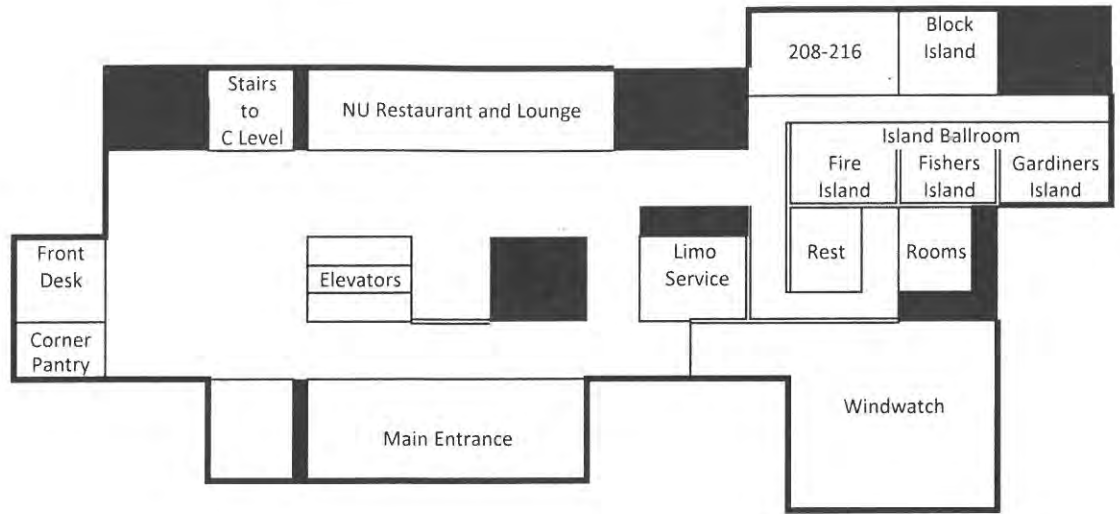 Block
Island
208-216
Stairs
to
C Level
NU Restaurant and Lounge
Island Ballroom
Fire
Island
Fishers
Island
Gardiners
Island
Front
Desk
Elevators
Limo
Service
Rest
Rooms
Corner
Pantry
Windwatch
Main Entrance